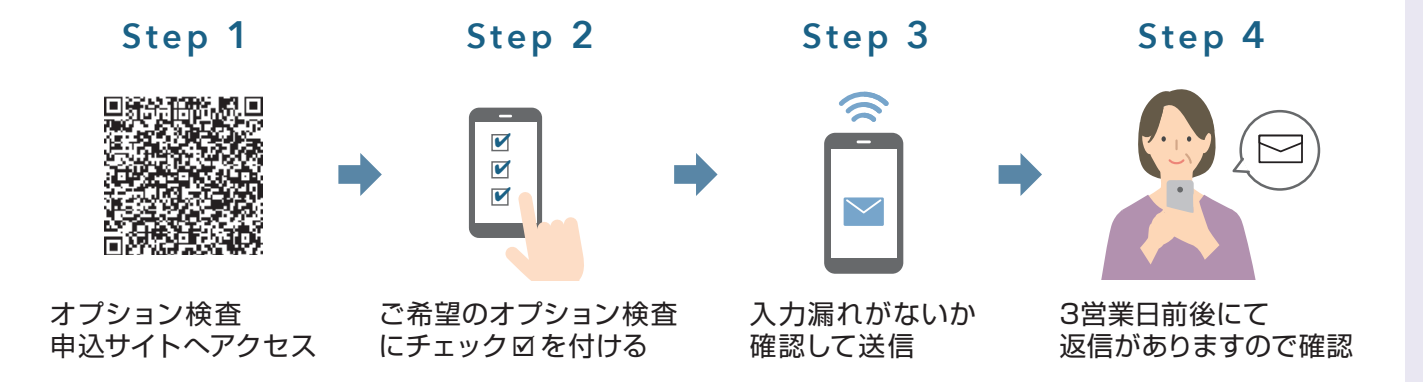 Step 1
オプション検査
申込サイトへアクセス
Step 2
ご希望のオプション検査
にチェック☑を付ける
Step 3
入力漏れがないか
確認して送信
Step 4
3営業日前後にて
返信がありますので確認